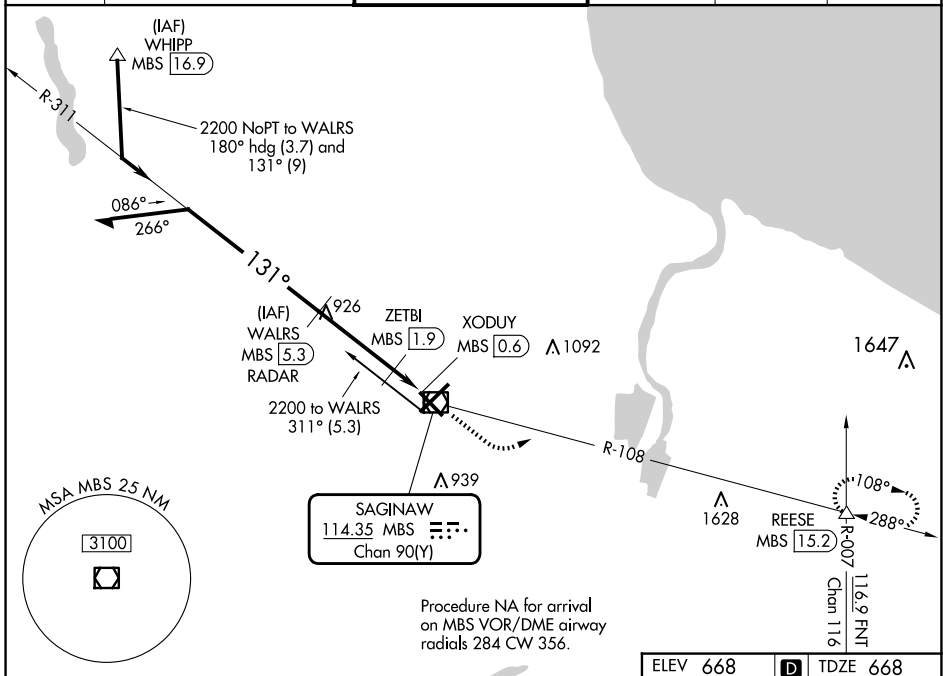 (IAF)
WHIPP
MBS 16.9
R-311
2200 NoPT to WALRS
180° hdg (3.7) and
131° (9)
086°
266°
131°
(IAF)
WALRS
MBS 5.3
RADAR
926
ZETBI
MBS 1.9
XODUY
MBS 0.6
1092
1647
2200 to WALRS
311° (5.3)
R-108
939
MSA MBS 25 NM
3100
SAGINAW
114.35 MBS
Chan 90(Y)
1628
REESE
MBS 15.2
108°
288°
R-007
116.9 FNT
Chan 116
Procedure NA for arrival
on MBS VOR/DME airway
radials 284 CW 356.
ELEV 668 D TDZE 668